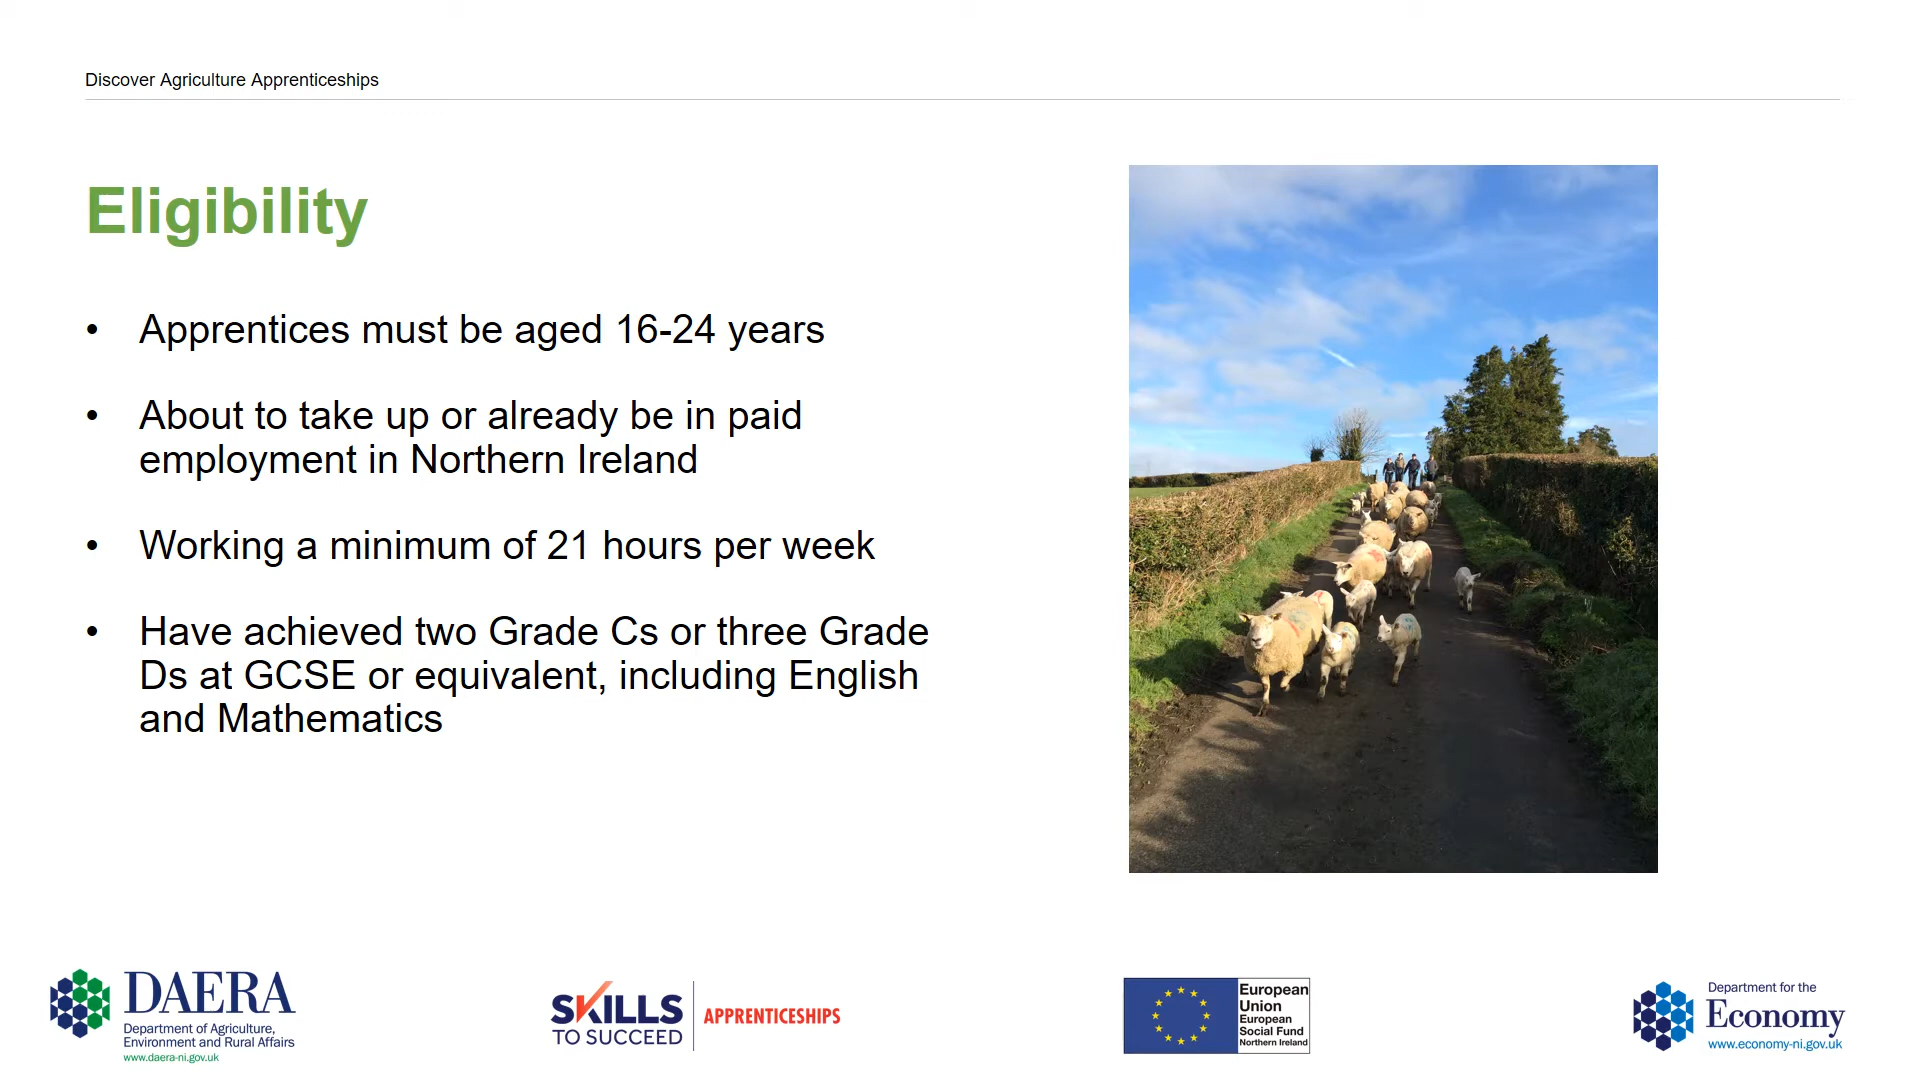 Discover Agriculture Apprenticeships
Eligibility
• Apprentices must be aged 16-24 years
• About to take up or already be in paid
employment in Northern Ireland
• Working a minimum of 21 hours per week
• Have achieved two Grade Cs or three Grade
Ds at GCSE or equivalent, including English
and Mathematics
DAERA
Department of Agriculture,
Environment and Rural Affairs
www.daera-ni.gov.uk
SKILLS
TO SUCCEED
APPRENTICESHIPS
European
Union
European
Social Fund
Northern Ireland
Department for the
Economy
www.economy-ni.gov.uk